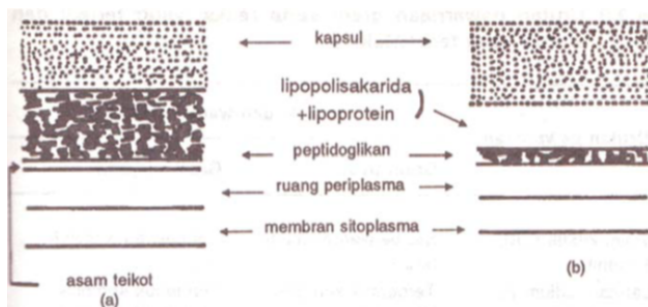 kapsul
lipopolisakarida
+lipoprotein
peptidoglikan
ruang periplasma
membran sitoplasma
asam teikot
(a)
(b)